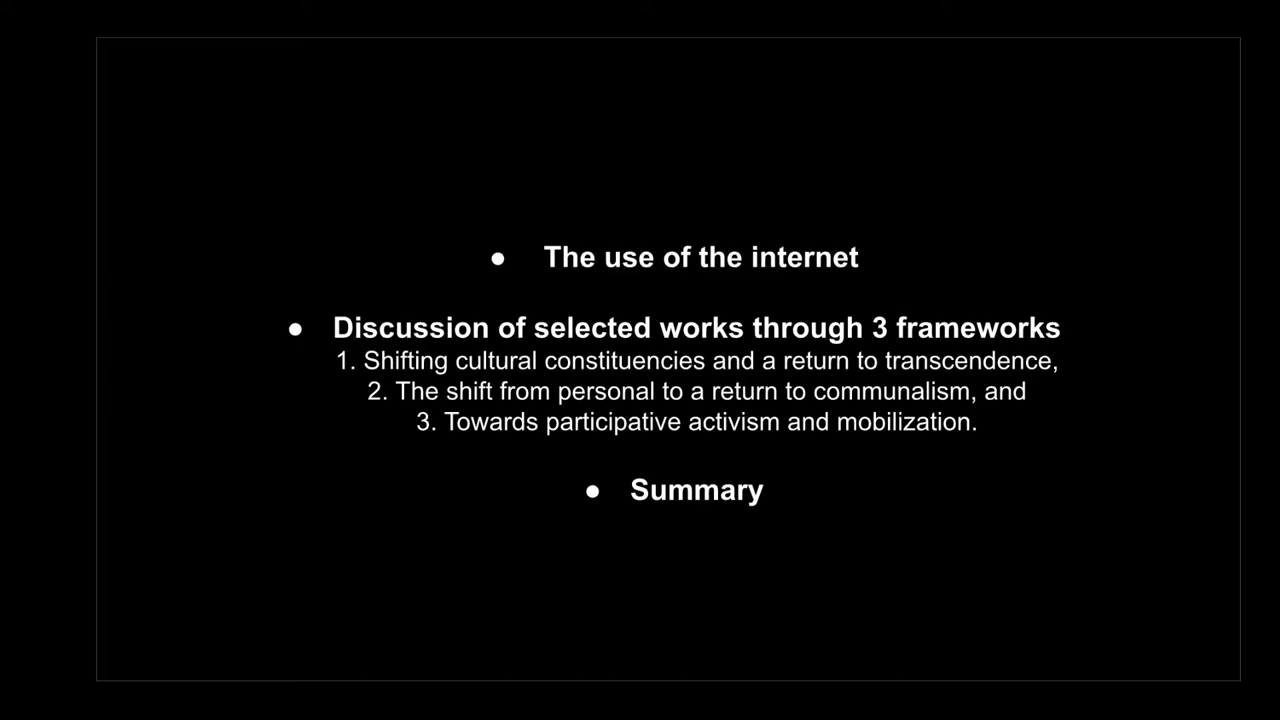 ● The use of the internet
● Discussion of selected works through 3 frameworks
1. Shifting cultural constituencies and a return to transcendence,
2. The shift from personal to a return to communalism, and
3. Towards participative activism and mobilization.
● Summary